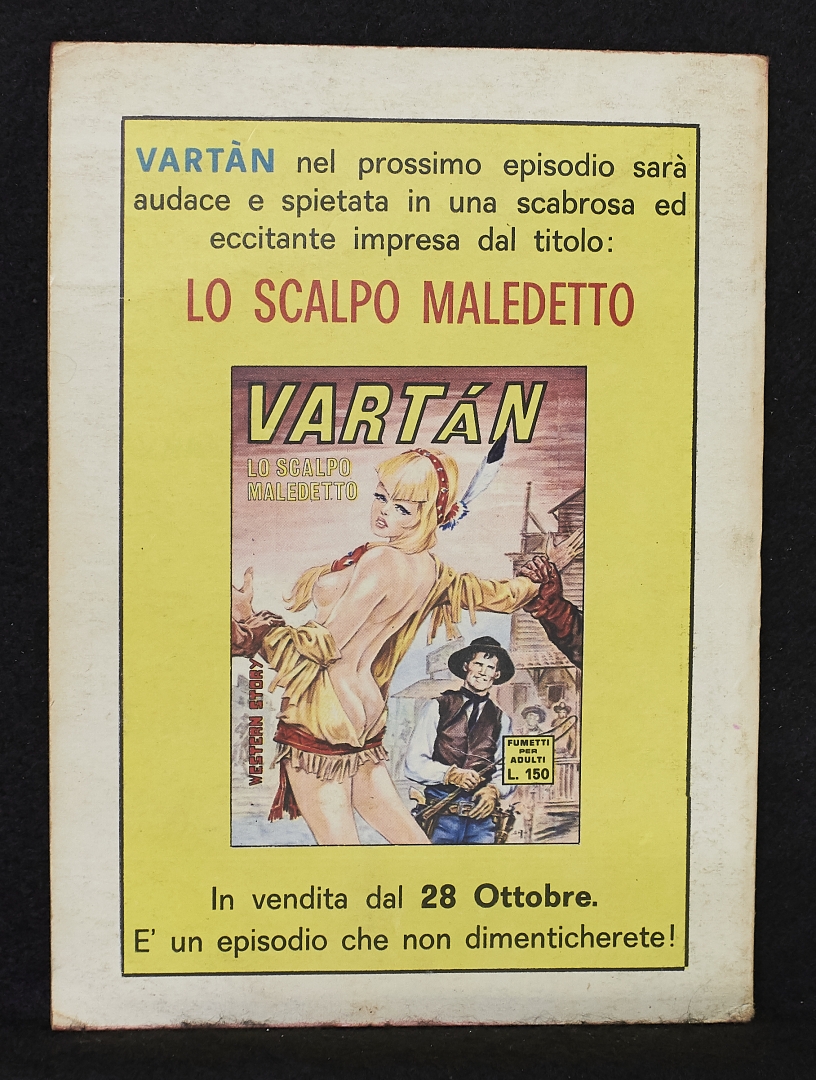 VARTÀN nel prossimo episodio sarà
audace e spietata in una scabrosa ed
eccitante impresa dal titolo:
LO SCALPO MALEDETTO
VARTáN
LO SCALPO
MALEDETTO
WESTERN STORY
FUMETTI
PER
ADULTI
L. 150
In vendita dal 28 Ottobre.
E' un episodio che non dimenticherete!